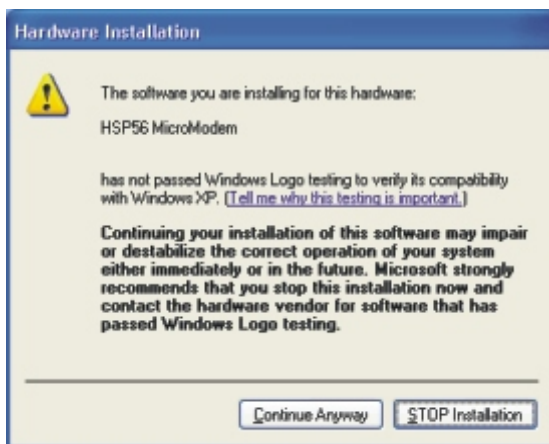 Hardware Installation
The software you are installing for this hardware:
HSP56 MicroModem
has not passed Windows Logo testing to verify its compatibility
with Windows XP. (Tell me why this testing is important.)
Continuing your installation of this software may impair
or destabilize the correct operation of your system
either immediately or in the future. Microsoft strongly
recommends that you stop this installation now and
contact the hardware vendor for software that has
passed Windows Logo testing.
Continue Anyway
STOP Installation